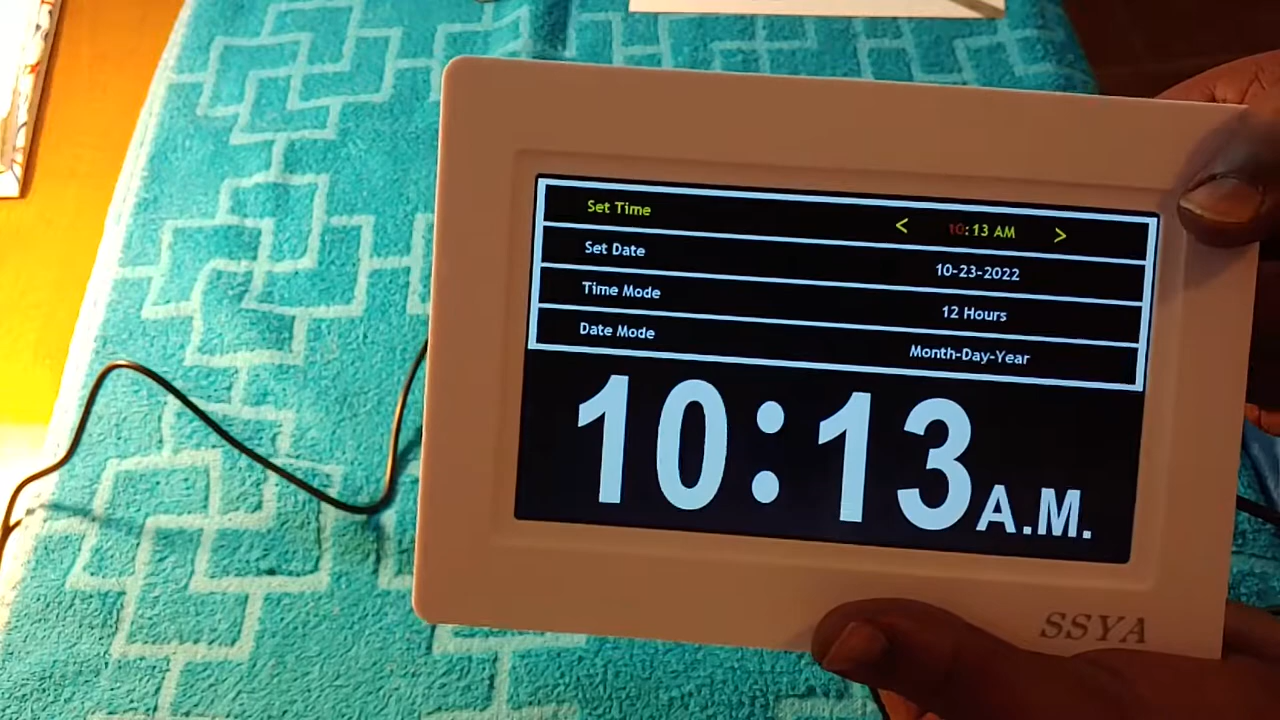 Set Time < 10:13 AM >
Set Date 10-23-2022
Time Mode 12 Hours
Date Mode Month-Day-Year
10:13 A.M.
SSYA